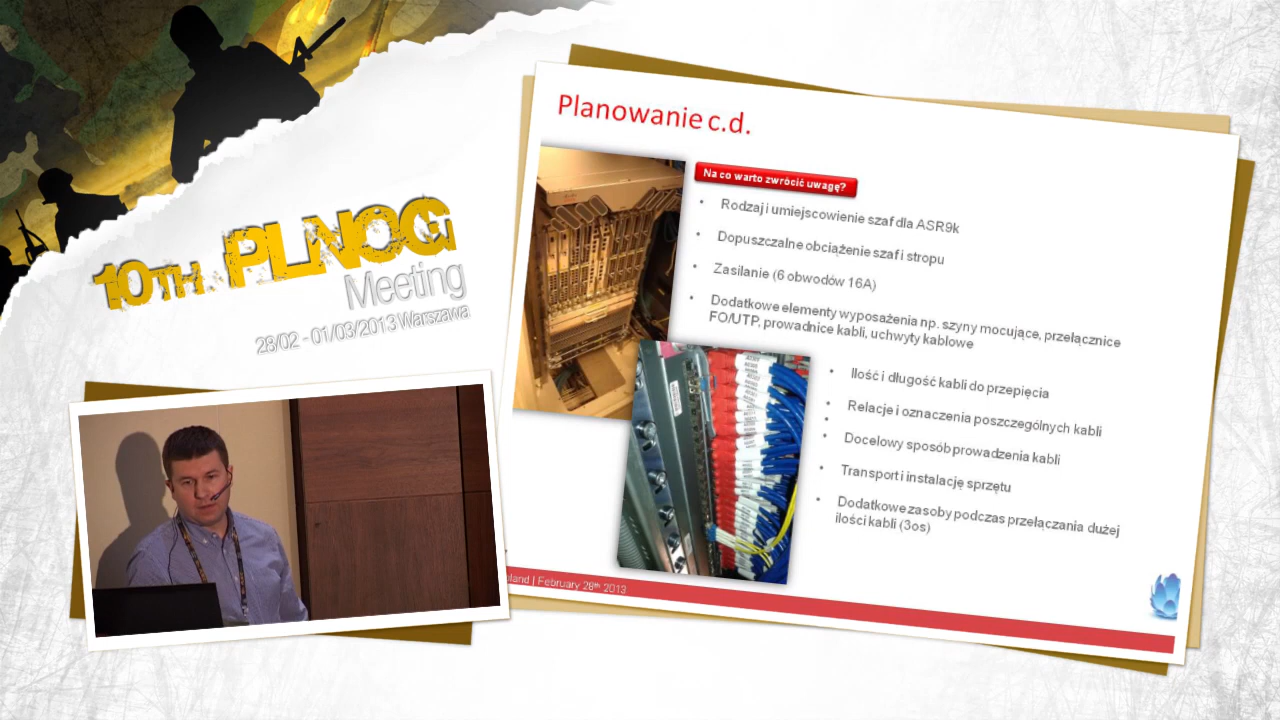 10TH. PLNOG
Meeting
28/02 - 01/03/2013 Warszawa
Planowanie c.d.
Na co warto zwrócić uwagę?
• Rodzaj i umiejscowienie szaf dla ASR9k
• Dopuszczalne obciążenie szaf i stropu
• Zasilanie (6 obwodów 16A)
• Dodatkowe elementy wyposażenia np. szyny mocujące, przełącznice
FO/UTP, prowadnice kabli, uchwyty kablowe
• Ilość i długość kabli do przepięcia
• Relacje i oznaczenia poszczególnych kabli
• Docelowy sposób prowadzenia kabli
• Transport i instalację sprzętu
• Dodatkowe zasoby podczas przełączania dużej
ilości kabli (3os)
| February 28th 2013